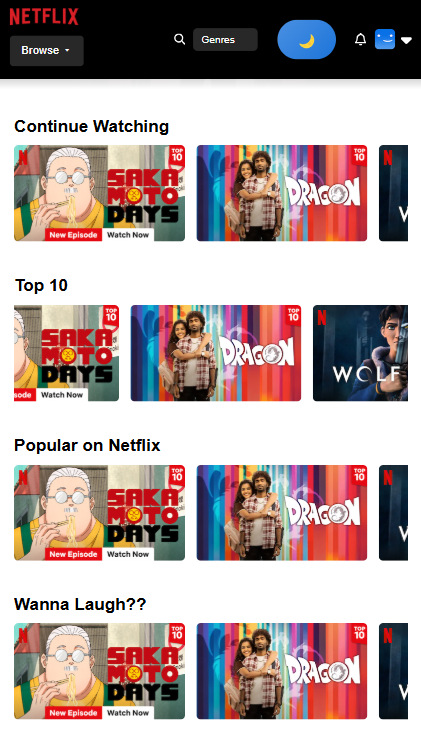 NETFLIX
Browse
Genres
Continue Watching
N
TOP
10
SAKA
MOTO
DAYS
New Episode Watch Now
TOP
10
DRAGON
N
W
Top 10
TOP
10
SAKA
MOTO
DAYS
sode Watch Now
TOP
10
DRAGON
N
WOLF
Popular on Netflix
N
TOP
10
SAKA
MOTO
DAYS
New Episode Watch Now
TOP
10
DRAGON
N
W
Wanna Laugh??
N
TOP
10
SAKA
MOTO
DAYS
New Episode Watch Now
TOP
10
DRAGON
N
W